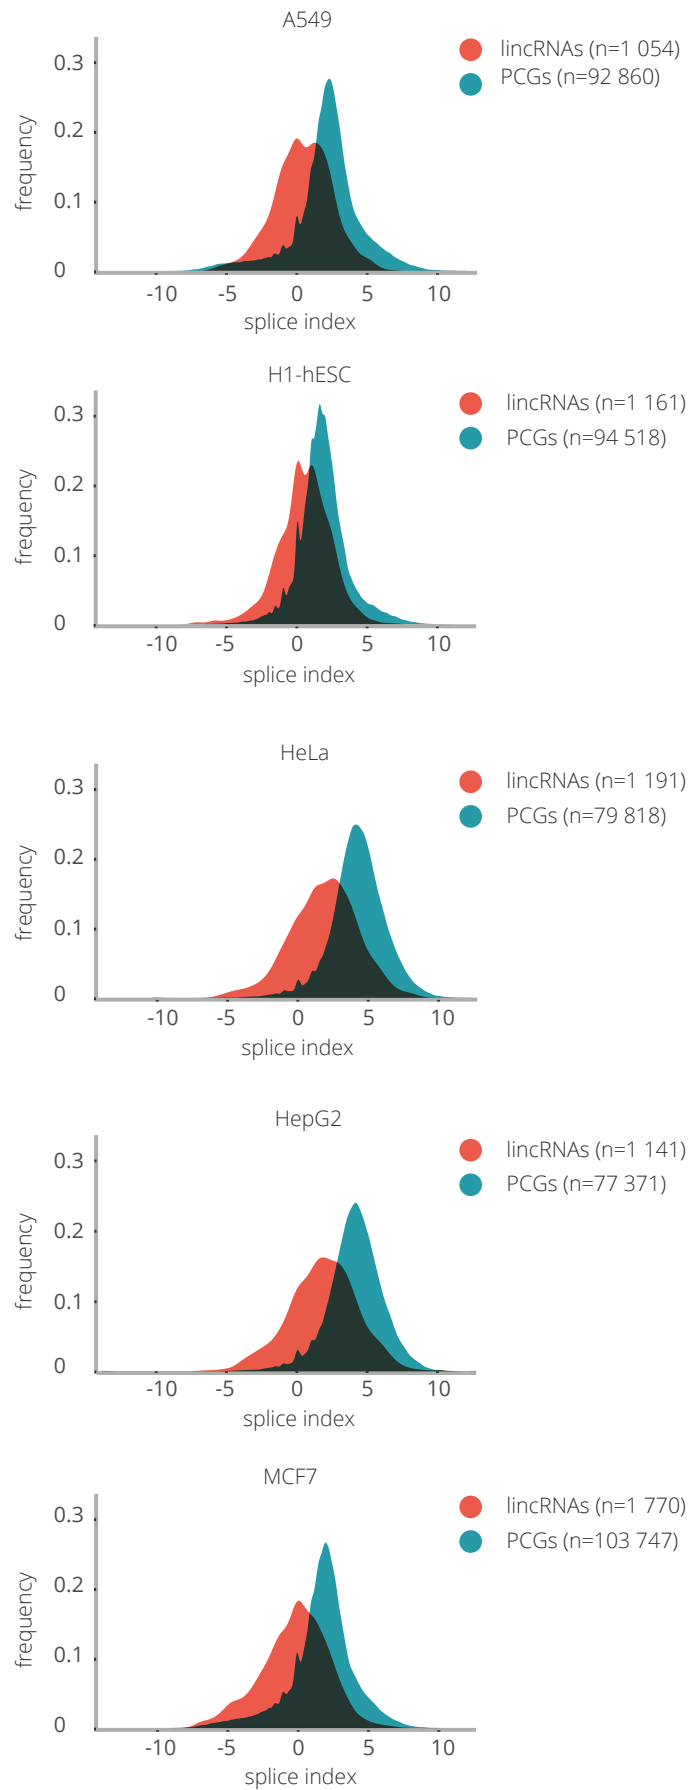 A549
lincRNAs (n=1 054)
PCGs (n=92 860)
frequency
0.3
0.2
0.1
0
-10 -5 0 5 10
splice index
H1-hESC
lincRNAs (n=1 161)
PCGs (n=94 518)
frequency
0.3
0.2
0.1
0
-10 -5 0 5 10
splice index
HeLa
lincRNAs (n=1 191)
PCGs (n=79 818)
frequency
0.3
0.2
0.1
0
-10 -5 0 5 10
splice index
HepG2
lincRNAs (n=1 141)
PCGs (n=77 371)
frequency
0.3
0.2
0.1
0
-10 -5 0 5 10
splice index
MCF7
lincRNAs (n=1 770)
PCGs (n=103 747)
frequency
0.3
0.2
0.1
0
-10 -5 0 5 10
splice index